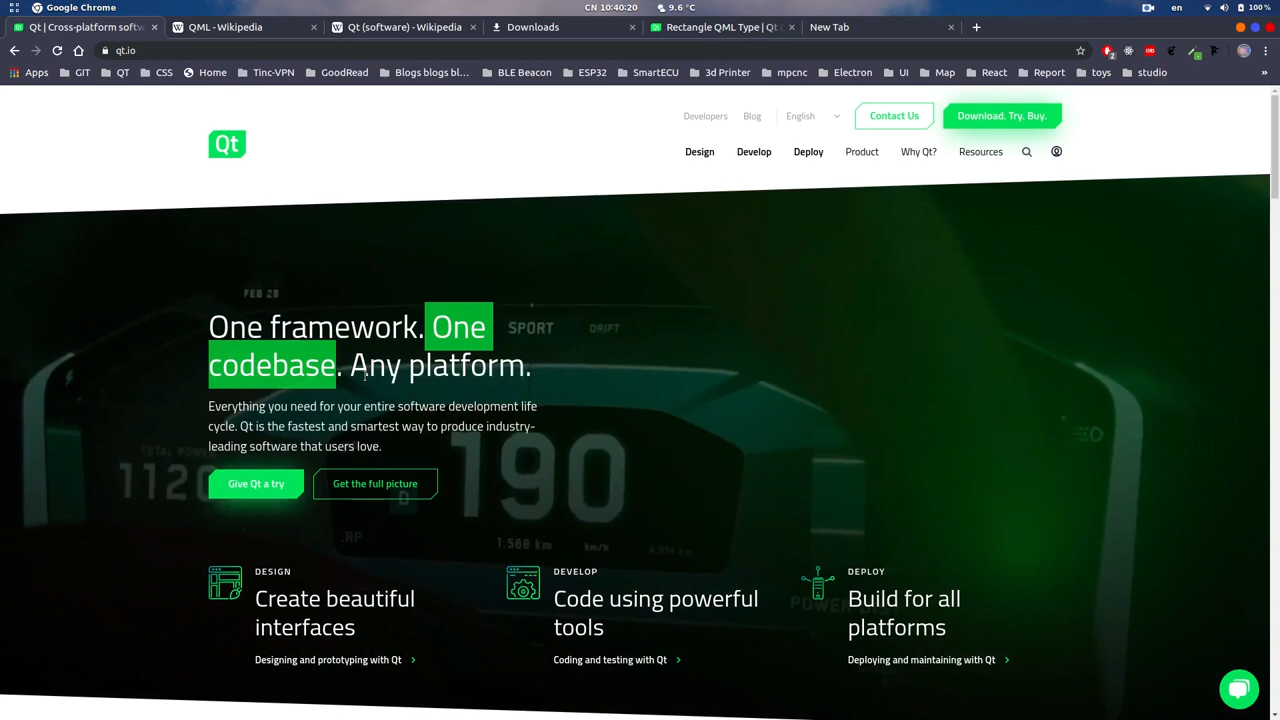 Google Chrome
CN 10:40:20
9.6 °C
en
100%
Qt | Cross-platform softw
QML - Wikipedia
Qt (software) - Wikipedia
Downloads
Rectangle QML Type | Qt
New Tab
qt.io
Apps
GIT
QT
CSS
Home
Tinc-VPN
GoodRead
Blogs blogs bl...
BLE Beacon
ESP32
SmartECU
3d Printer
mpcnc
Electron
UI
Map
React
Report
toys
studio
»
Developers
Blog
English
Contact Us
Download. Try. Buy.
Qt
Design
Develop
Deploy
Product
Why Qt?
Resources
FEB 28
One framework. One
codebase. Any platform.
SPORT
DRIFT
Everything you need for your entire software development life
cycle. Qt is the fastest and smartest way to produce industry-
leading software that users love.
TOTAL
1120
190
Give Qt a try
Get the full picture
D
1.568 km
km/h
DESIGN
Create beautiful
interfaces
Designing and prototyping with Qt
DEVELOP
Code using powerful
tools
Coding and testing with Qt
DEPLOY
Build for all
platforms
Deploying and maintaining with Qt